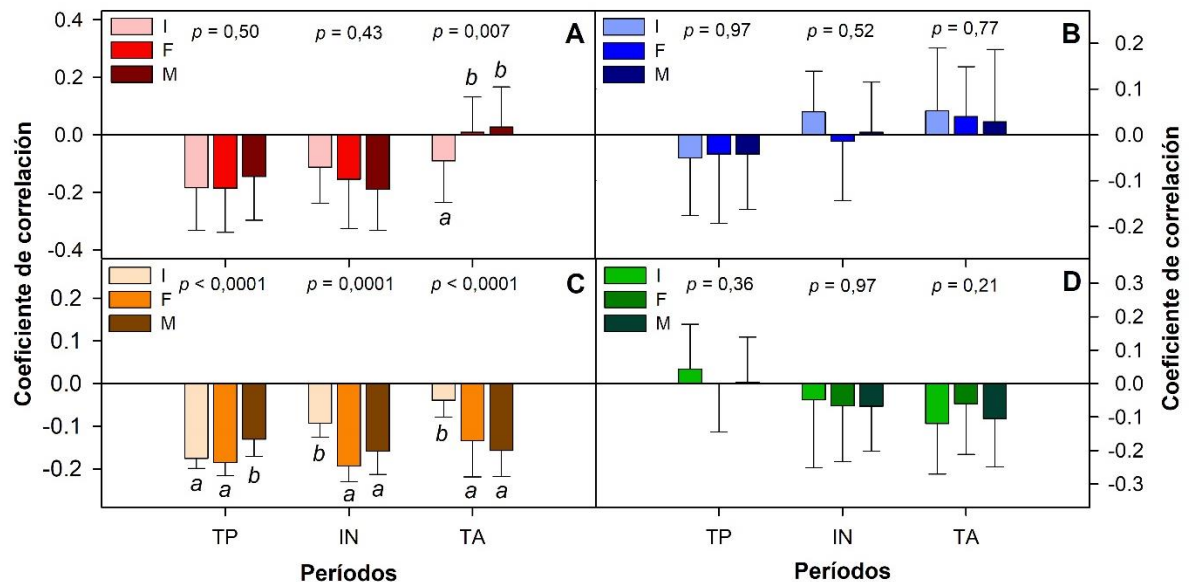 I
F
M
p = 0,50
p = 0,43
p = 0,007
A
b
b
a
0.4
0.2
0.0
-0.2
-0.4
Coeficiente de correlación
I
F
M
p = 0,97
p = 0,52
p = 0,77
B
0.2
0.1
0.0
-0.1
-0.2
Coeficiente de correlación
I
F
M
p < 0,0001
p = 0,0001
p < 0,0001
C
0.2
0.1
0.0
-0.1
-0.2
a
a
b
b
a
a
b
a
a
TP
IN
TA
Períodos
I
F
M
p = 0,36
p = 0,97
p = 0,21
D
0.3
0.2
0.1
0.0
-0.1
-0.2
-0.3
TP
IN
TA
Períodos